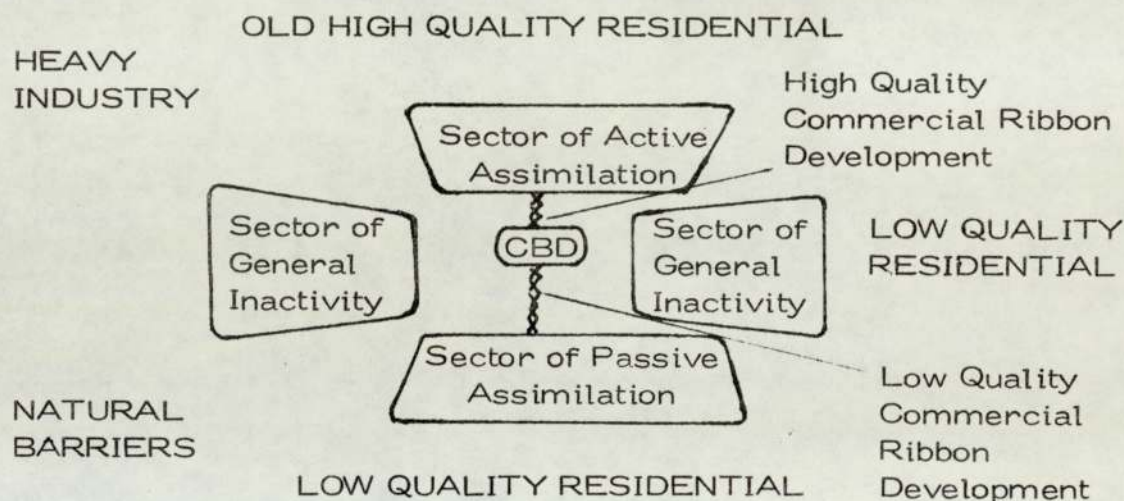 OLD HIGH QUALITY RESIDENTIAL
HEAVY
INDUSTRY
High Quality
Commercial Ribbon
Development
Sector of Active
Assimilation
Sector of
General
Inactivity
CBD
Sector of
General
Inactivity
LOW QUALITY
RESIDENTIAL
Sector of Passive
Assimilation
Low Quality
Commercial
Ribbon
Development
NATURAL
BARRIERS
LOW QUALITY RESIDENTIAL